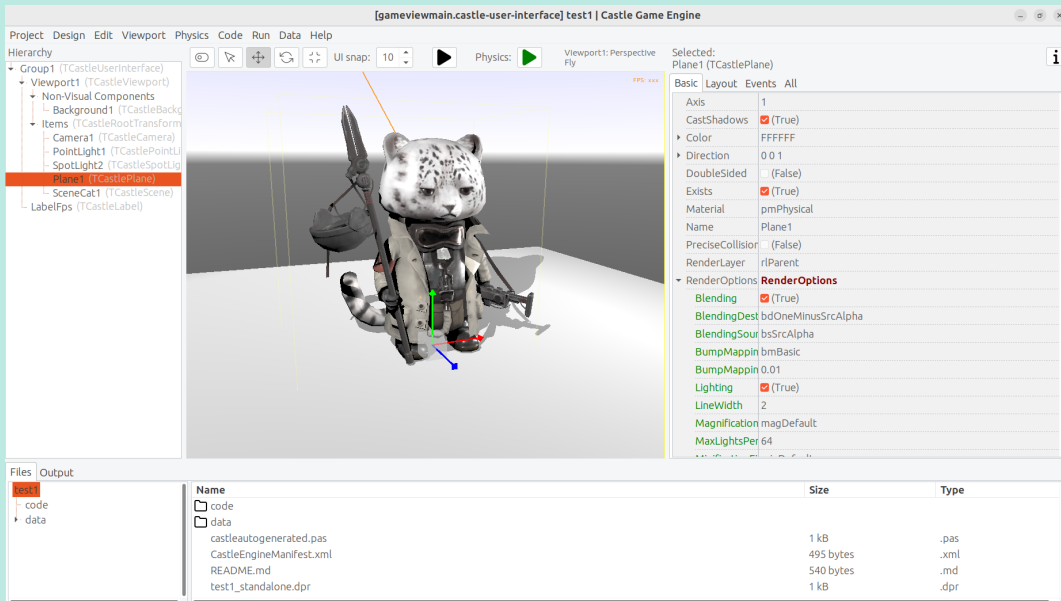 [gameviewmain.castle-user-interface] test1 | Castle Game Engine
Project Design Edit Viewport Physics Code Run Data Help
Hierarchy
Group1 (TCastleUserInterface)
Viewport1 (TCastleViewport)
Non-Visual Components
Background1 (TCastleBackg
Items (TCastleRootTransform
Camera1 (TCastleCamera)
PointLight1 (TCastlePointLi
SpotLight2 (TCastleSpotLig
Plane1 (TCastlePlane)
SceneCat1 (TCastleScene)
LabelFps (TCastleLabel)
UI snap: 10 Physics: Viewport1: Perspective
Fly
FPS: xxx
Selected:
Plane1 (TCastlePlane)
i
Basic Layout Events All
Axis 1
CastShadows (True)
Color FFFFFF
Direction 0 0 1
DoubleSided (False)
Exists (True)
Material pmPhysical
Name Plane1
PreciseCollision (False)
RenderLayer rlParent
RenderOptions RenderOptions
Blending (True)
BlendingDest bdOneMinusSrcAlpha
BlendingSour bsSrcAlpha
BumpMappin bmBasic
BumpMappin 0.01
Lighting (True)
LineWidth 2
Magnification magDefault
MaxLightsPer 64
Files Output
test1
code
data
Name Size Type
code
data
castleautogenerated.pas 1 kB .pas
CastleEngineManifest.xml 495 bytes .xml
README.md 540 bytes .md
test1_standalone.dpr 1 kB .dpr